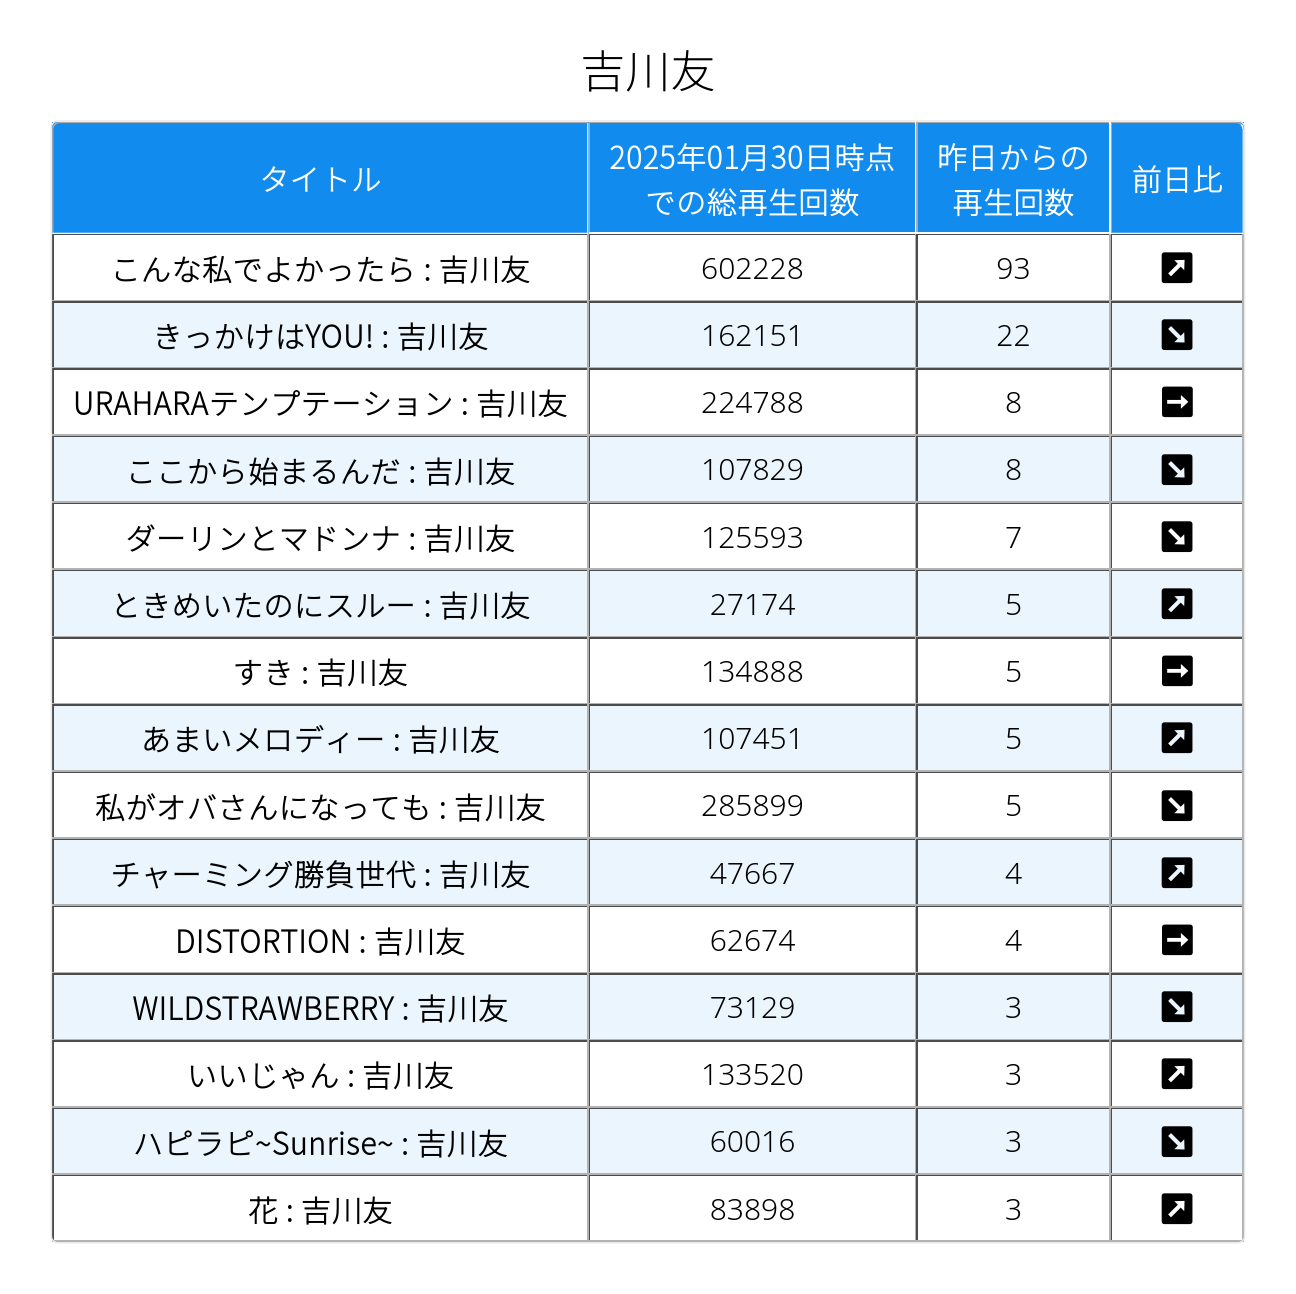 吉川友
タイトル 2025年01月30日時点での総再生回数 昨日からの再生回数 前日比
こんな私でよかったら : 吉川友 602228 93 ↗
きっかけはYOU! : 吉川友 162151 22 ↘
URAHARAテンプテーション : 吉川友 224788 8 →
ここから始まるんだ : 吉川友 107829 8 ↘
ダーリンとマドンナ : 吉川友 125593 7 ↘
ときめいたのにスルー : 吉川友 27174 5 ↗
すき : 吉川友 134888 5 →
あまいメロディー : 吉川友 107451 5 ↗
私がオバさんになっても : 吉川友 285899 5 ↘
チャーミング勝負世代 : 吉川友 47667 4 ↗
DISTORTION : 吉川友 62674 4 →
WILDSTRAWBERRY : 吉川友 73129 3 ↘
いいじゃん : 吉川友 133520 3 ↗
ハピラピ~Sunrise~ : 吉川友 60016 3 ↘
花 : 吉川友 83898 3 ↗